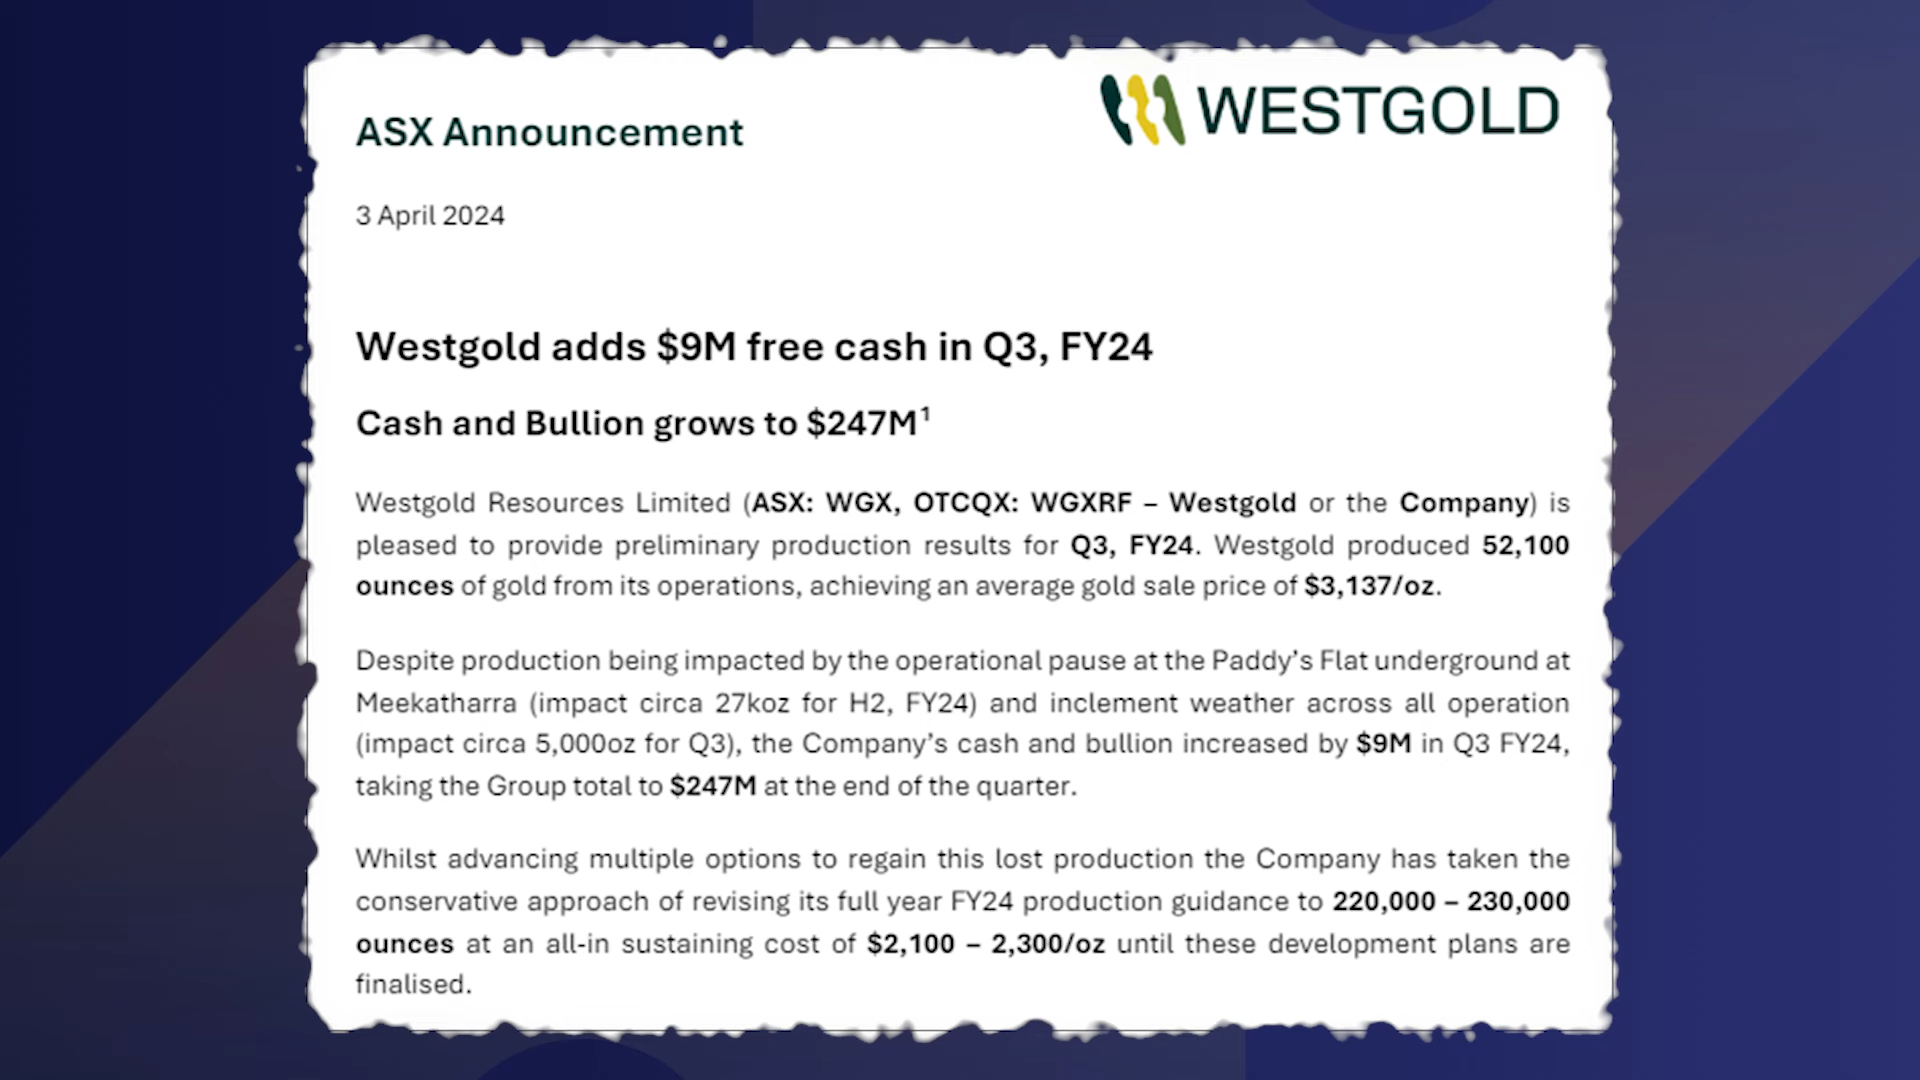 ASX Announcement
WESTGOLD
3 April 2024
Westgold adds $9M free cash in Q3, FY24
Cash and Bullion grows to $247M¹
Westgold Resources Limited (ASX: WGX, OTCQX: WGXRF – Westgold or the Company) is
pleased to provide preliminary production results for Q3, FY24. Westgold produced 52,100
ounces of gold from its operations, achieving an average gold sale price of $3,137/oz.
Despite production being impacted by the operational pause at the Paddy’s Flat underground at
Meekatharra (impact circa 27koz for H2, FY24) and inclement weather across all operation
(impact circa 5,000oz for Q3), the Company’s cash and bullion increased by $9M in Q3 FY24,
taking the Group total to $247M at the end of the quarter.
Whilst advancing multiple options to regain this lost production the Company has taken the
conservative approach of revising its full year FY24 production guidance to 220,000 – 230,000
ounces at an all-in sustaining cost of $2,100 – 2,300/oz until these development plans are
finalised.